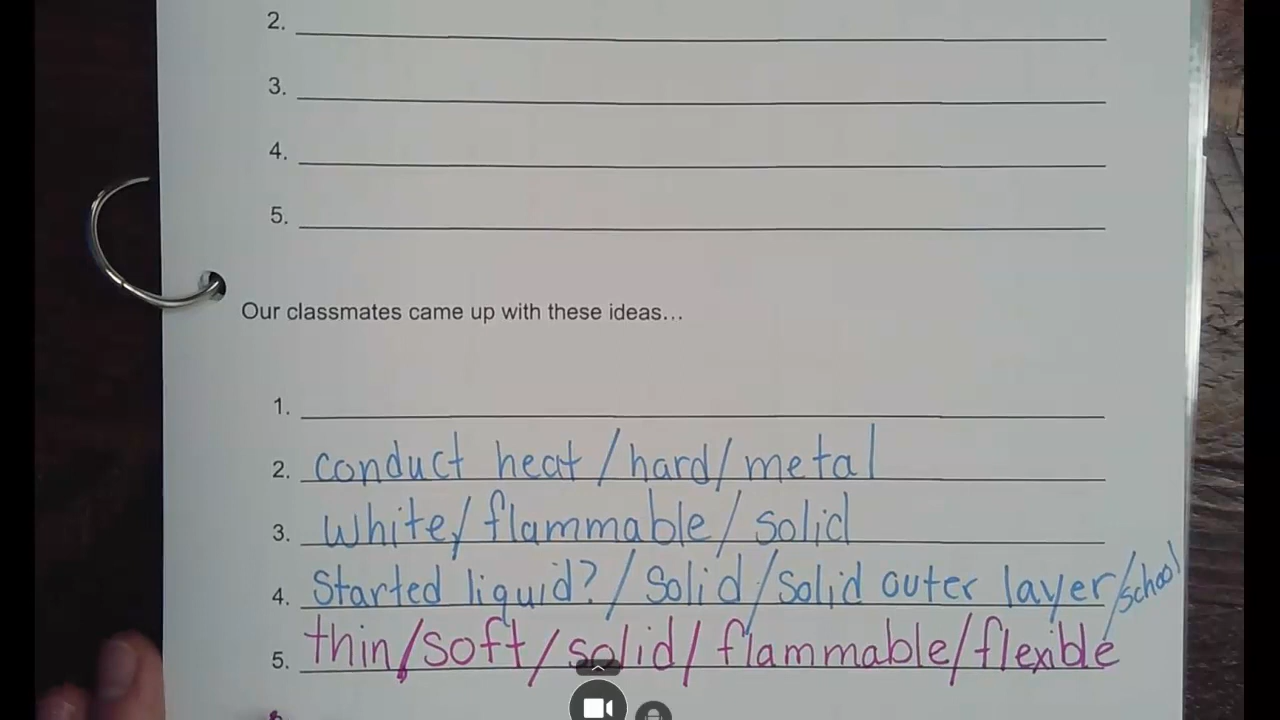 2.
3.
4.
5.
Our classmates came up with these ideas...
1.
2. conduct heat / hard / metal
3. white / flammable / solid
4. Started liquid? / Solid / Solid outer layer / school
5. thin / soft / solid / flammable / flexible